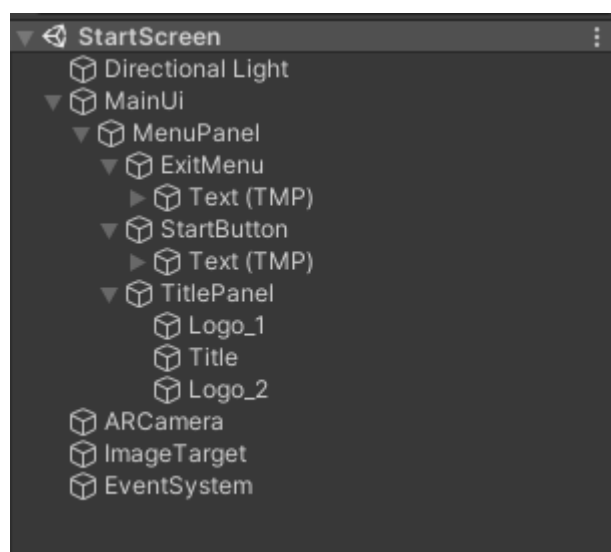 StartScreen
Directional Light
MainUi
MenuPanel
ExitMenu
Text (TMP)
StartButton
Text (TMP)
TitlePanel
Logo_1
Title
Logo_2
ARCamera
ImageTarget
EventSystem